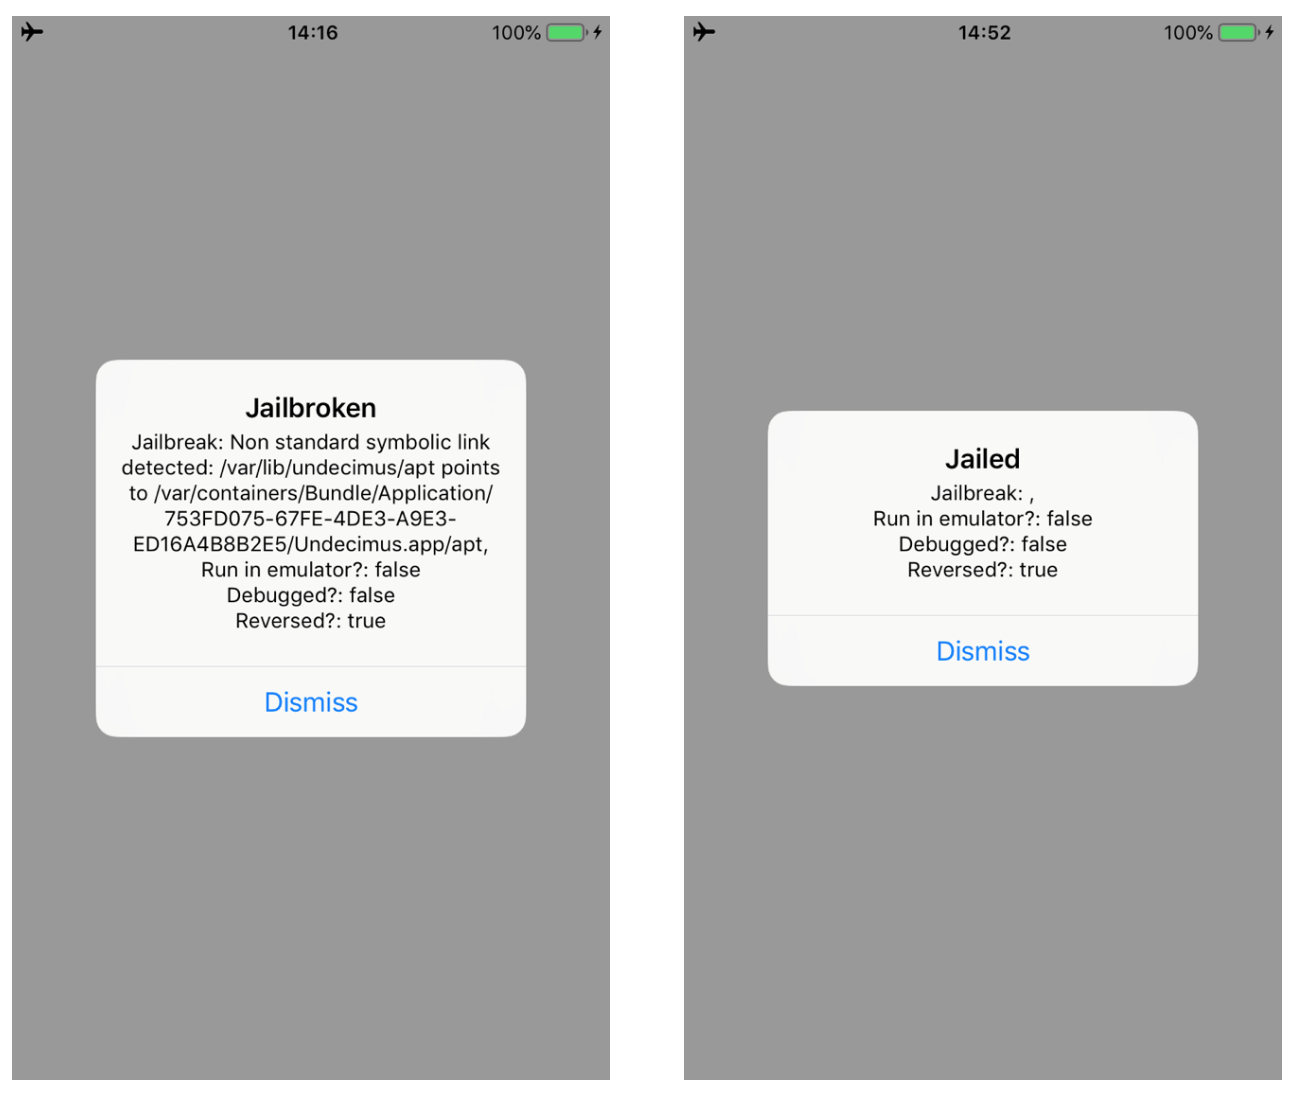 14:16
100%
Jailbroken
Jailbreak: Non standard symbolic link
detected: /var/lib/undecimus/apt points
to /var/containers/Bundle/Application/
753FD075-67FE-4DE3-A9E3-
ED16A4B8B2E5/Undecimus.app/apt,
Run in emulator?: false
Debugged?: false
Reversed?: true
Dismiss
14:52
100%
Jailed
Jailbreak: ,
Run in emulator?: false
Debugged?: false
Reversed?: true
Dismiss